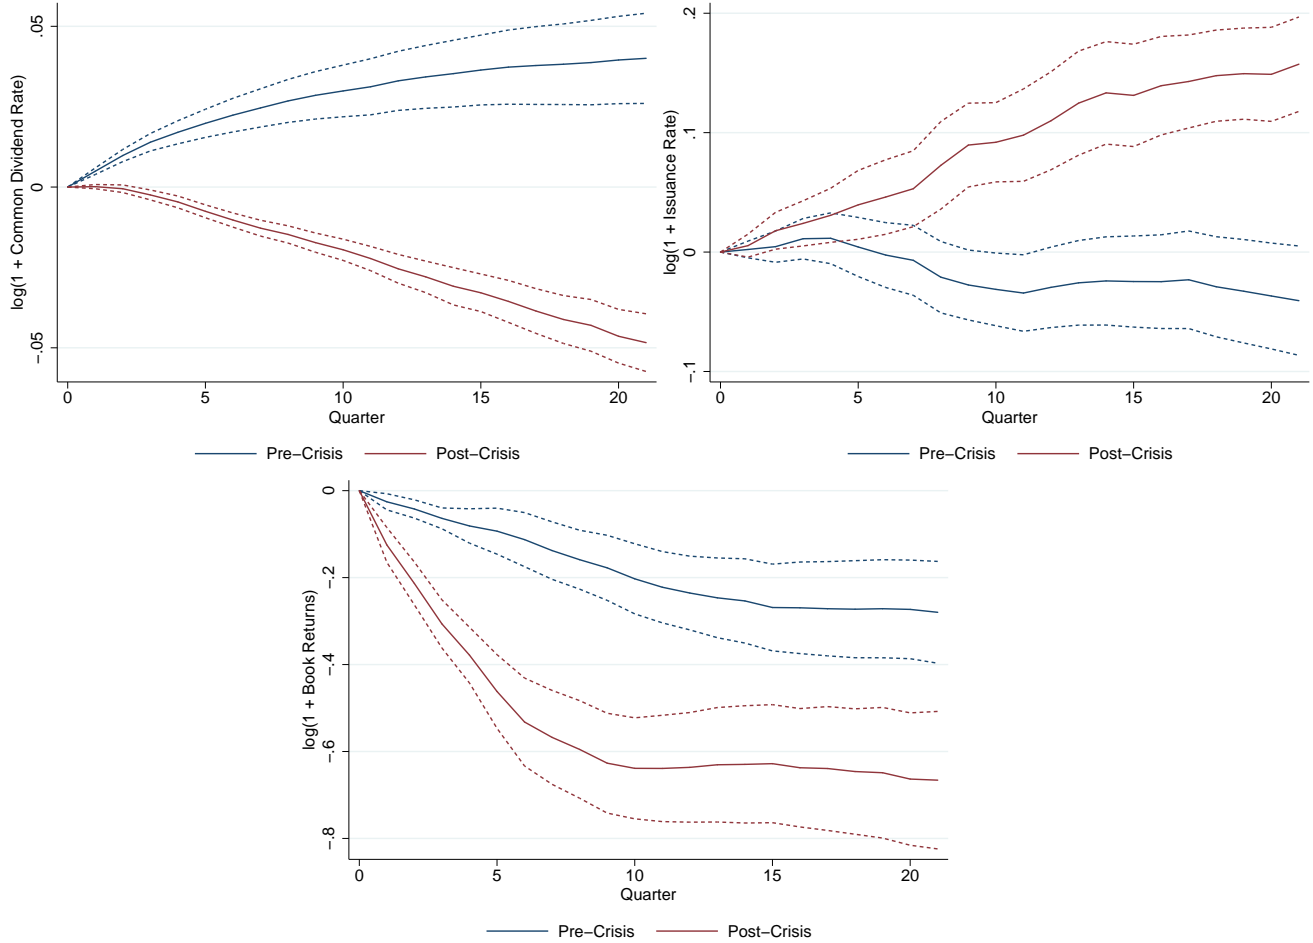 log(1 + Common Dividend Rate)
.05
0
−.05
0 5 10 15 20
Quarter
Pre−Crisis Post−Crisis
log(1 + Issuance Rate)
.2
.1
0
−.1
0 5 10 15 20
Quarter
Pre−Crisis Post−Crisis
log(1 + Book Returns)
0
−.2
−.4
−.6
−.8
0 5 10 15 20
Quarter
Pre−Crisis Post−Crisis